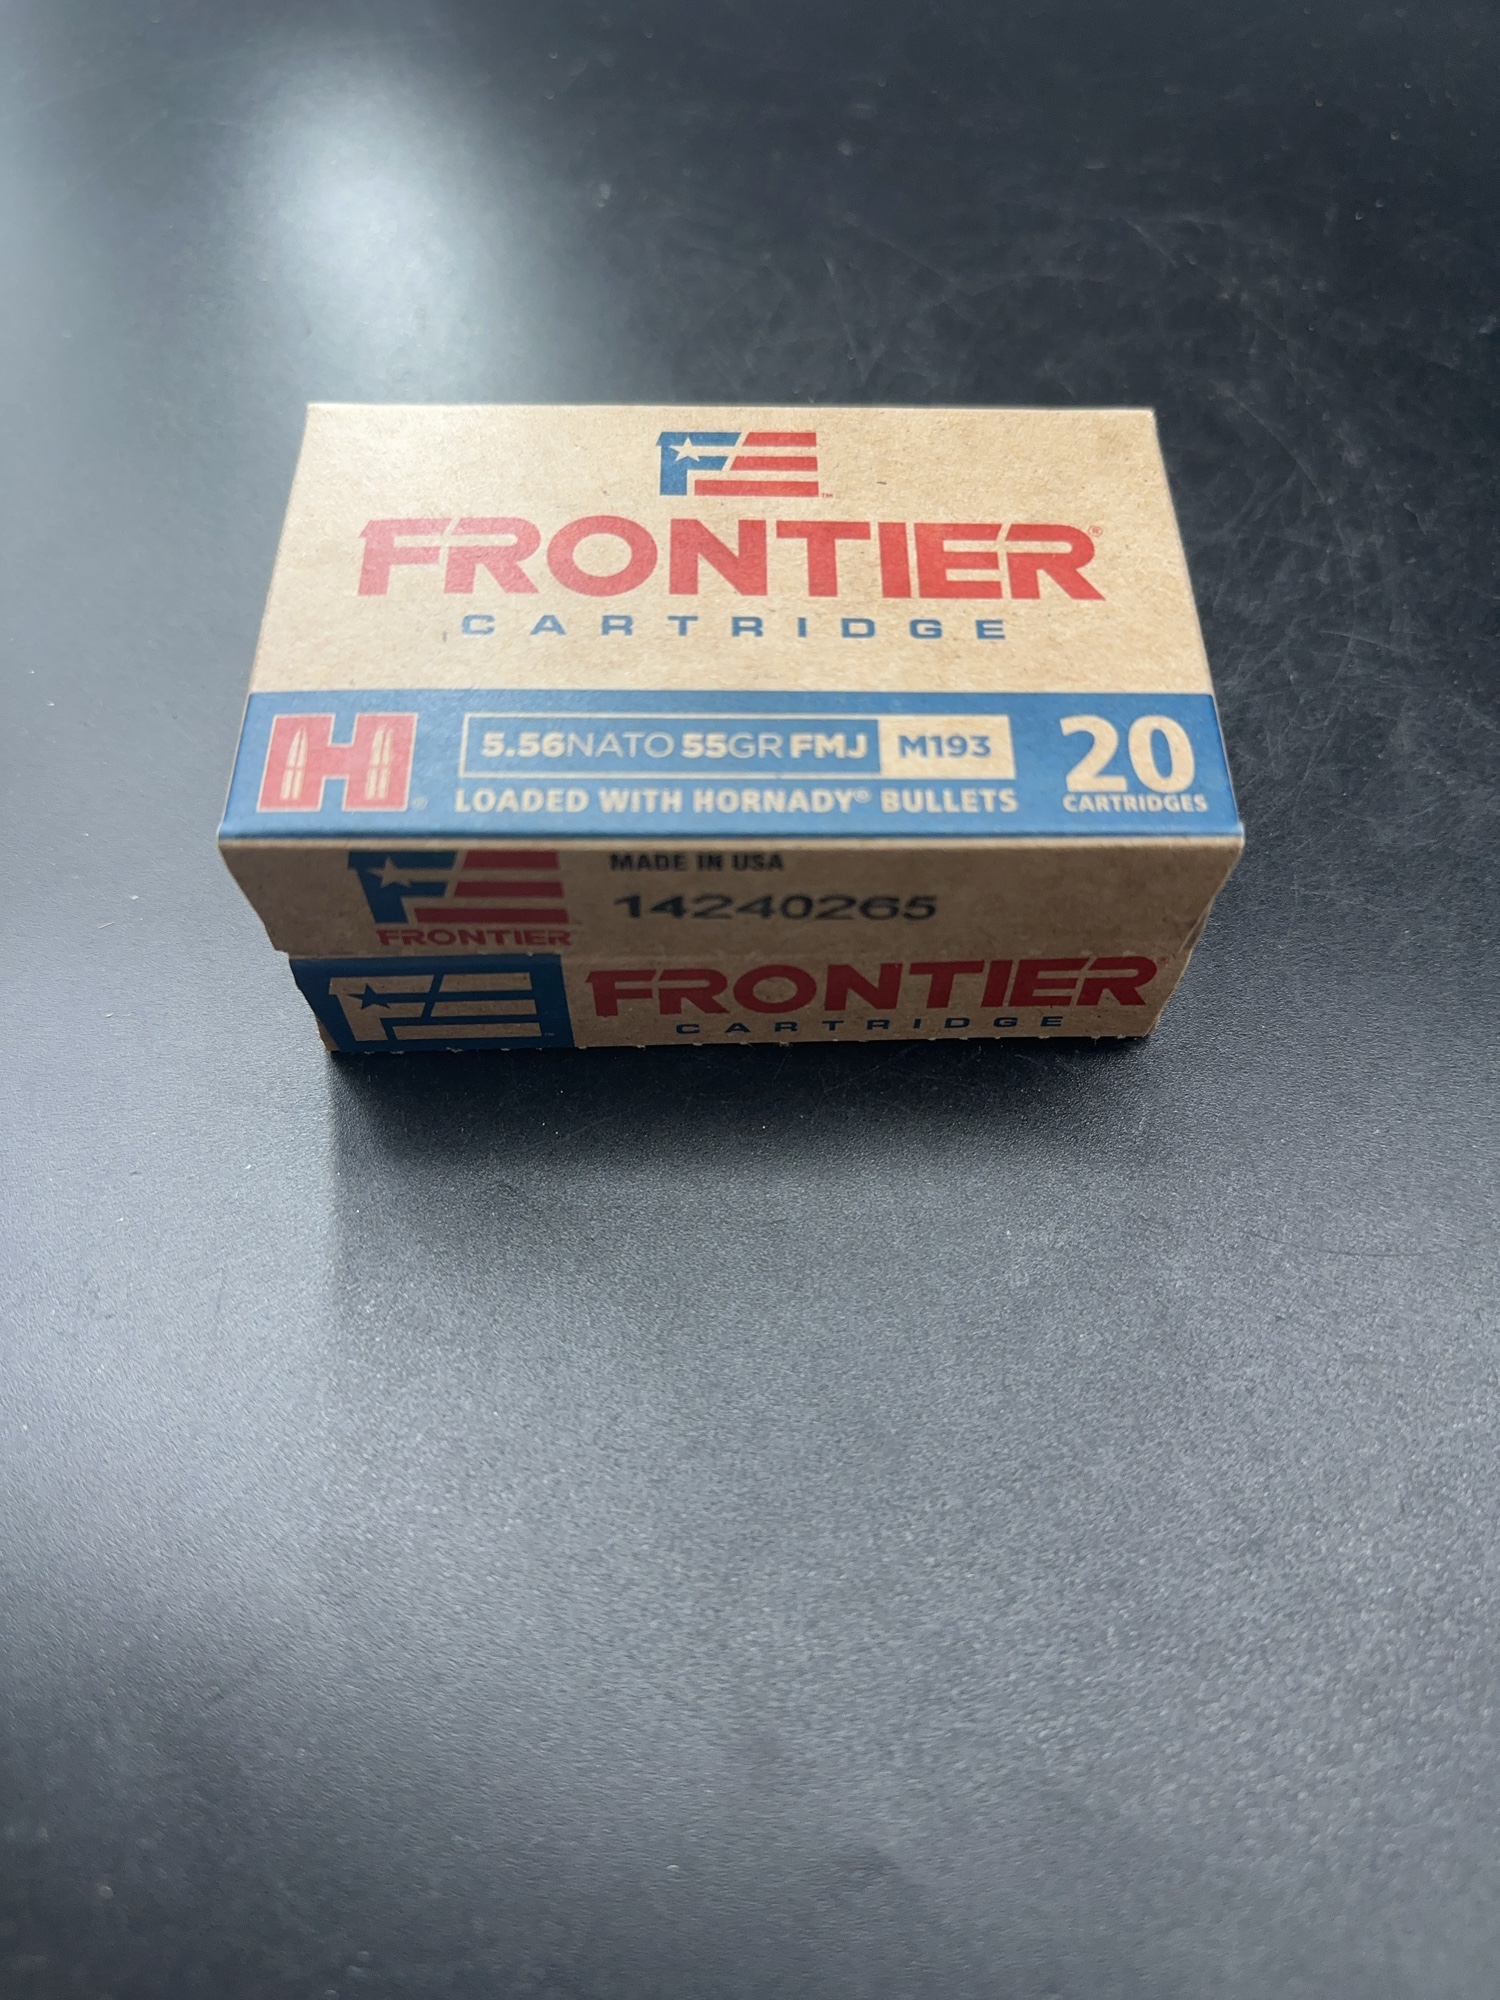 FE™
FRONTIER®
CARTRIDGE
H®
5.56NATO 55GR FMJ M193
LOADED WITH HORNADY® BULLETS
20
CARTRIDGES
MADE IN USA
14240265
FRONTIER
FRONTIER
CARTRIDGE